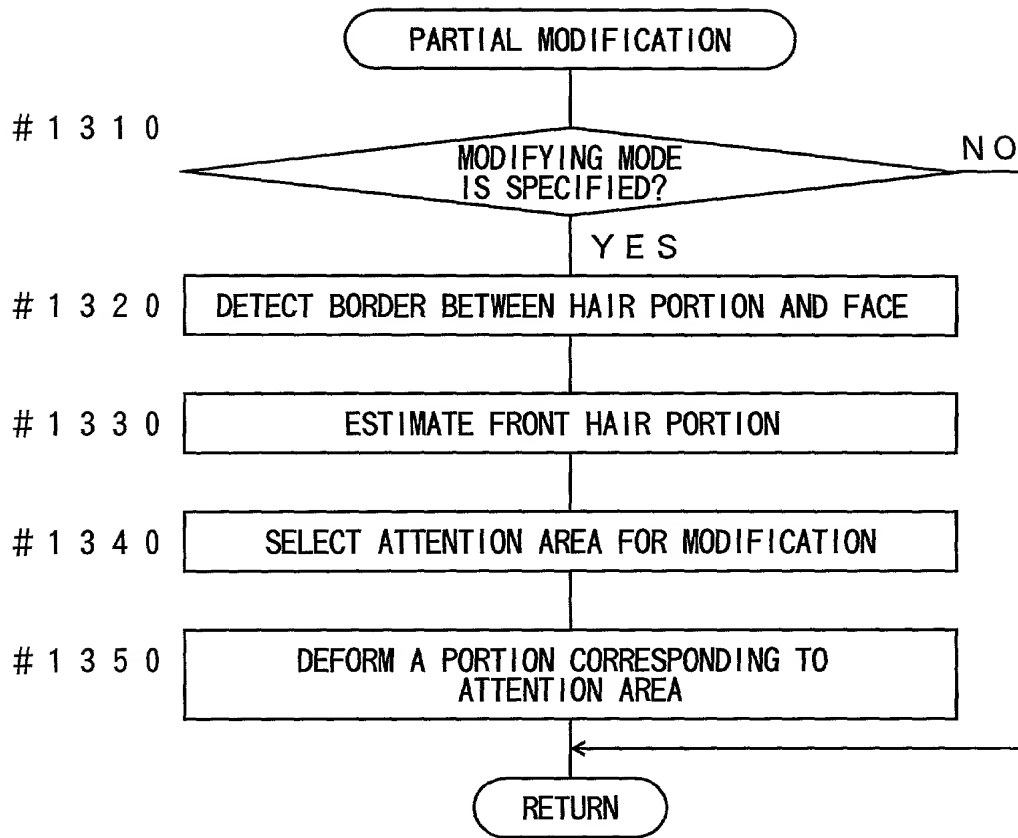 PARTIAL MODIFICATION
#1310
MODIFYING MODE
IS SPECIFIED?
NO
YES
#1320
DETECT BORDER BETWEEN HAIR PORTION AND FACE
#1330
ESTIMATE FRONT HAIR PORTION
#1340
SELECT ATTENTION AREA FOR MODIFICATION
#1350
DEFORM A PORTION CORRESPONDING TO
ATTENTION AREA
RETURN